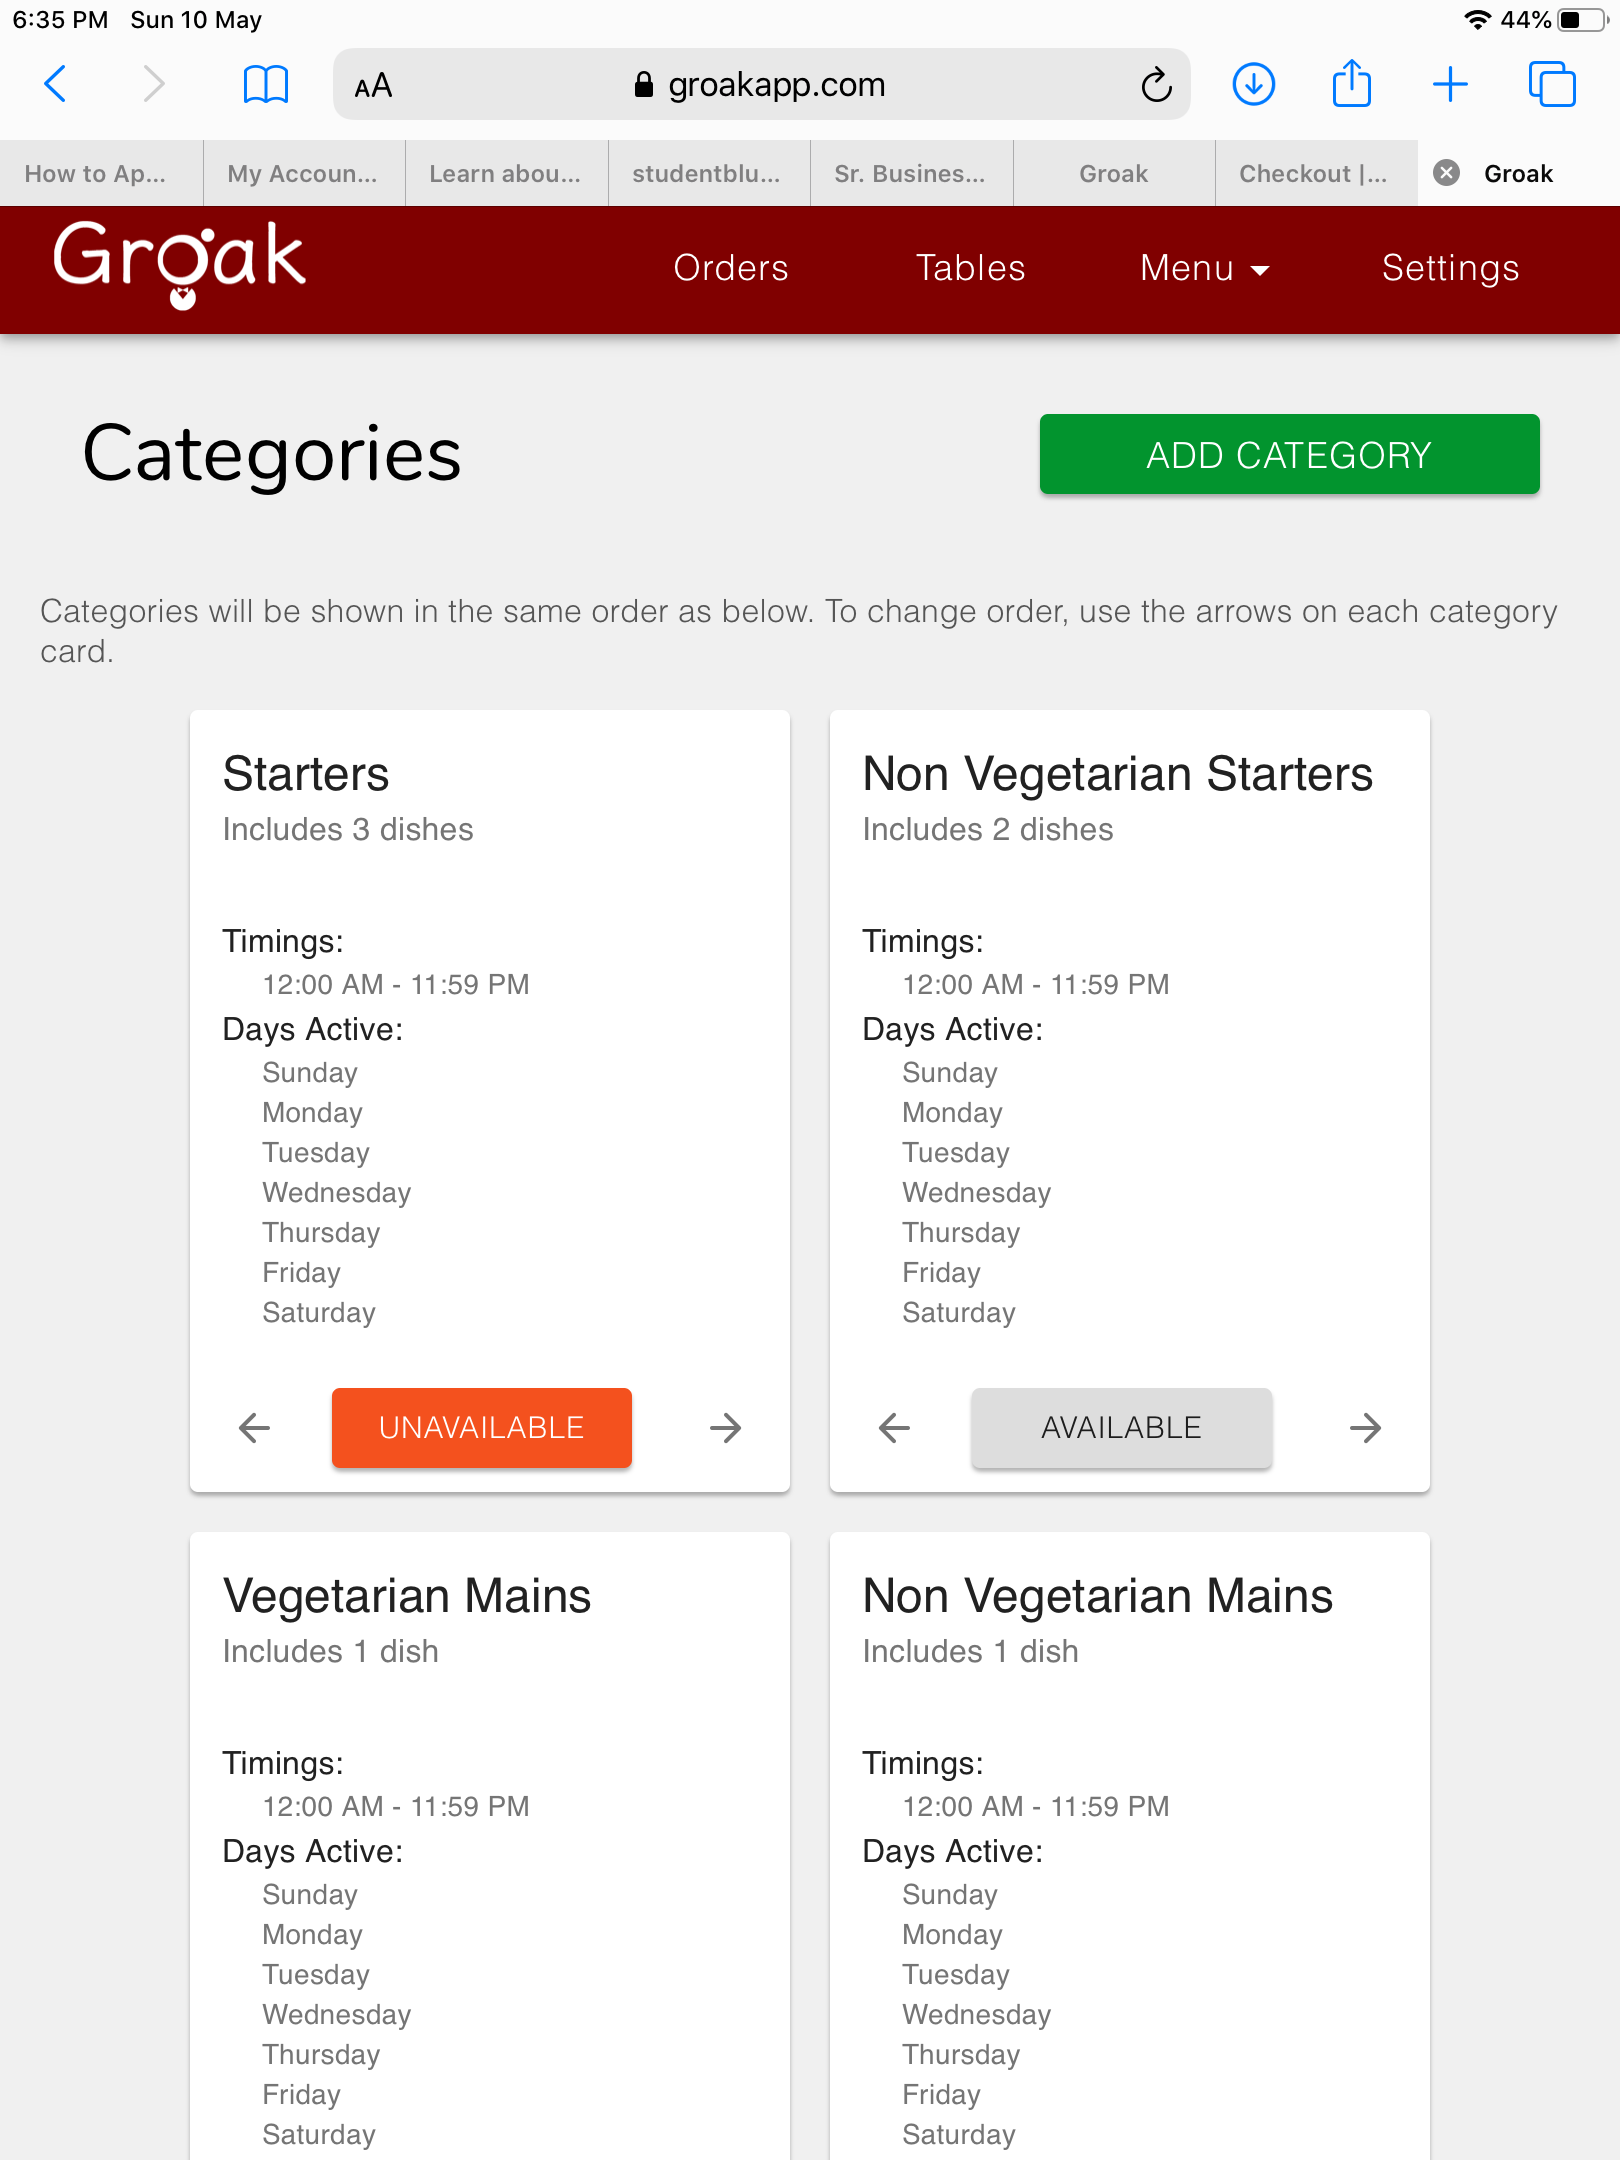 6:35 PM Sun 10 May 44%
AA groakapp.com
How to Ap... My Accoun... Learn abou... studentblu... Sr. Busines... Groak Checkout |... Groak
Groak Orders Tables Menu Settings
Categories ADD CATEGORY
Categories will be shown in the same order as below. To change order, use the arrows on each category
card.
Starters
Includes 3 dishes
Timings:
12:00 AM - 11:59 PM
Days Active:
Sunday
Monday
Tuesday
Wednesday
Thursday
Friday
Saturday
UNAVAILABLE
Non Vegetarian Starters
Includes 2 dishes
Timings:
12:00 AM - 11:59 PM
Days Active:
Sunday
Monday
Tuesday
Wednesday
Thursday
Friday
Saturday
AVAILABLE
Vegetarian Mains
Includes 1 dish
Timings:
12:00 AM - 11:59 PM
Days Active:
Sunday
Monday
Tuesday
Wednesday
Thursday
Friday
Saturday
Non Vegetarian Mains
Includes 1 dish
Timings:
12:00 AM - 11:59 PM
Days Active:
Sunday
Monday
Tuesday
Wednesday
Thursday
Friday
Saturday